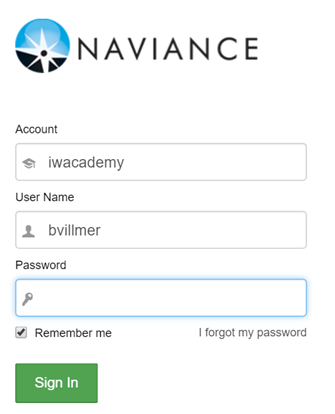 NAVIANCE
Account
iwacademy
User Name
bvillmer
Password
Remember me I forgot my password
Sign In